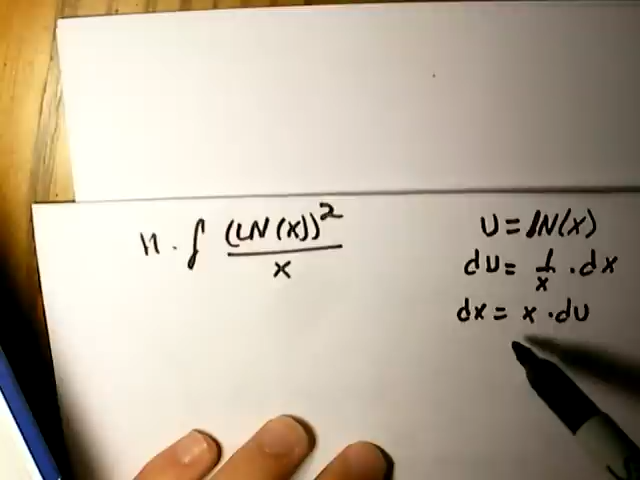 11. ∫ (LN(x))² / x
u = lN(x)
du = 1/x · dx
dx = x · du